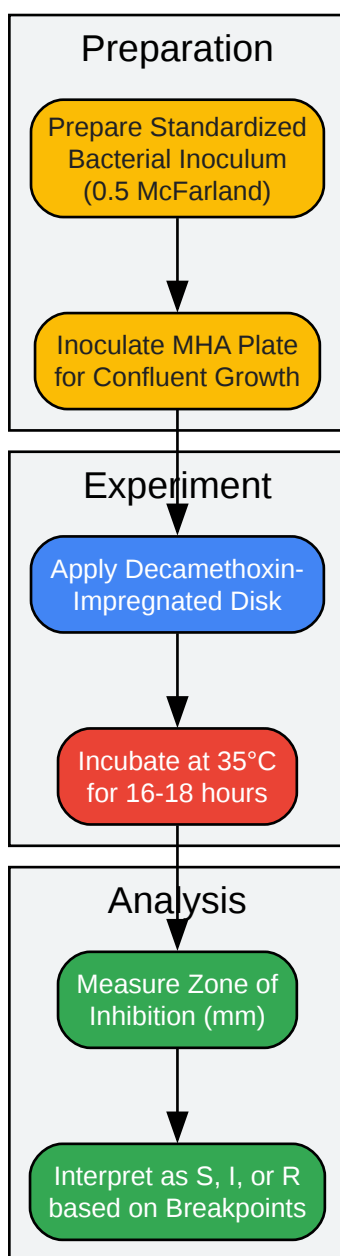 Preparation
Prepare Standardized
Bacterial Inoculum
(0.5 McFarland)
Inoculate MHA Plate
for Confluent Growth
Experiment
Apply Decamethoxin-
Impregnated Disk
Incubate at 35°C
for 16-18 hours
Analysis
Measure Zone of
Inhibition (mm)
Interpret as S, I, or R
based on Breakpoints